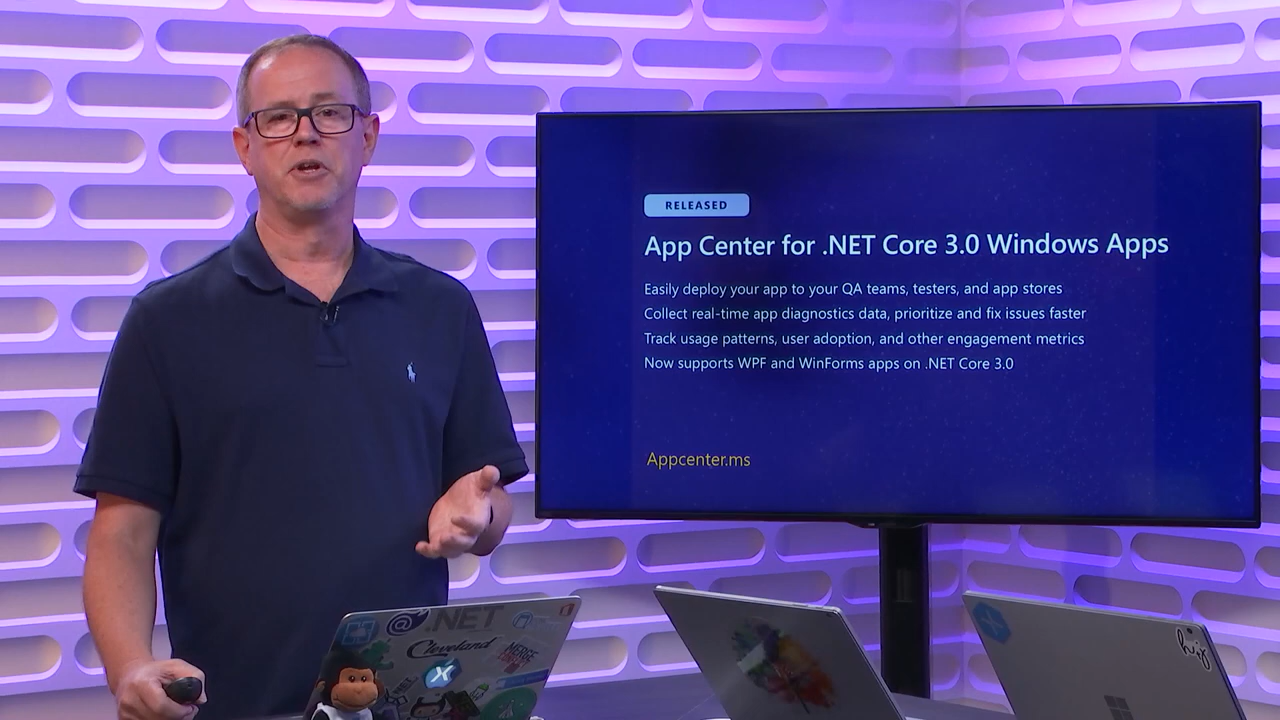 RELEASED
App Center for .NET Core 3.0 Windows Apps
Easily deploy your app to your QA teams, testers, and app stores
Collect real-time app diagnostics data, prioritize and fix issues faster
Track usage patterns, user adoption, and other engagement metrics
Now supports WPF and WinForms apps on .NET Core 3.0
Appcenter.ms
.NET
Cleveland
MERGE